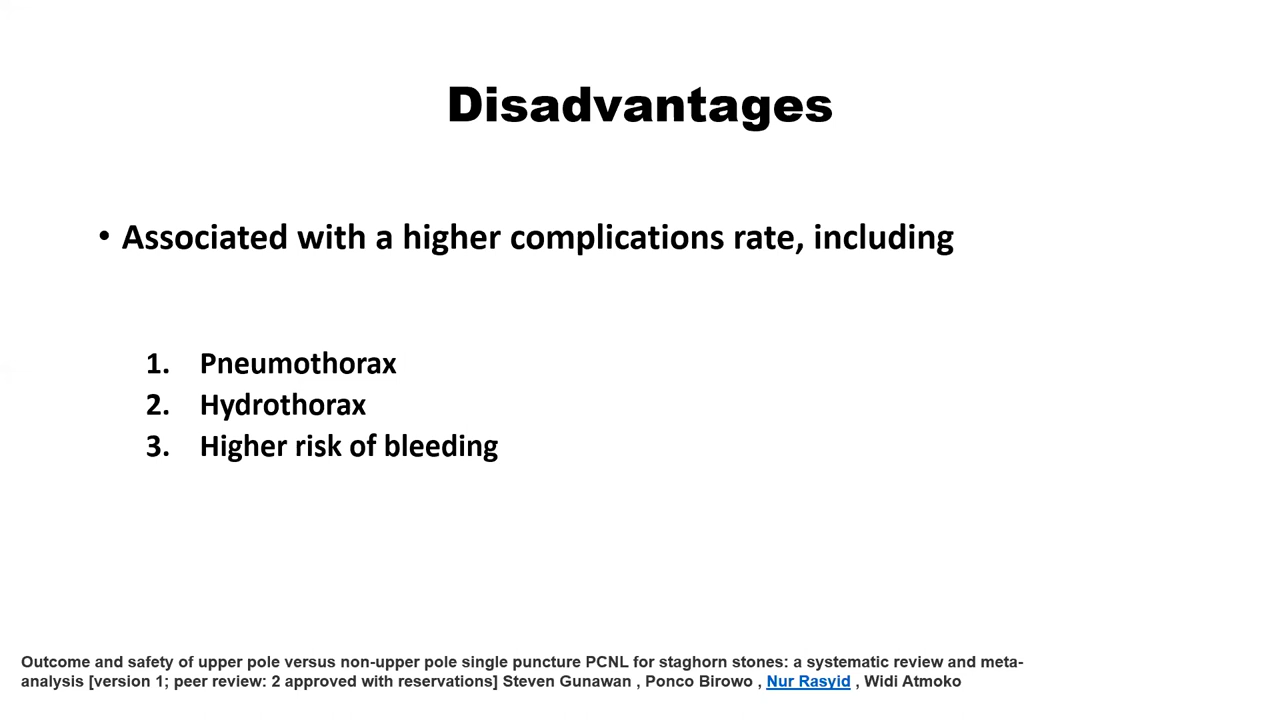 Disadvantages
• Associated with a higher complications rate, including
1. Pneumothorax
2. Hydrothorax
3. Higher risk of bleeding
Outcome and safety of upper pole versus non-upper pole single puncture PCNL for staghorn stones: a systematic review and meta-
analysis [version 1; peer review: 2 approved with reservations] Steven Gunawan , Ponco Birowo , Nur Rasyid , Widi Atmoko